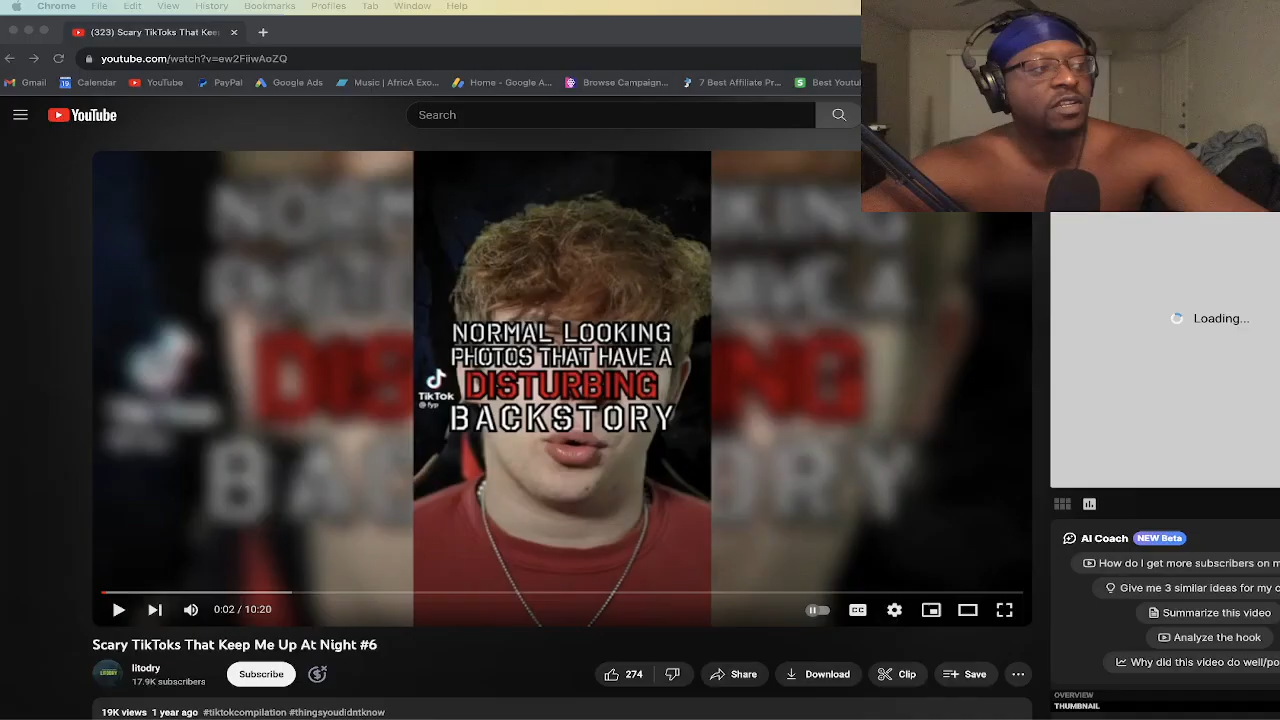 Chrome File Edit View History Bookmarks Profiles Tab Window Help
(323) Scary TikToks That Kee
youtube.com/watch?v=ew2FiiwAoZQ
Gmail Calendar YouTube PayPal Google Ads Music | AfricA Exo... Home - Google A... Browse Campaign... 7 Best Affiliate Pr... Best Youtu
YouTube
Search
NORMAL LOOKING
PHOTOS THAT HAVE A
DISTURBING
BACKSTORY
TikTok
@fyp
Loading...
0:02 / 10:20
CC
Scary TikToks That Keep Me Up At Night #6
litodry
17.9K subscribers
Subscribe
274
Share
Download
Clip
Save
19K views 1 year ago #tiktokcompilation #thingsyoudidntknow
AI Coach NEW Beta
How do I get more subscribers on m
Give me 3 similar ideas for my c
Summarize this video
Analyze the hook
Why did this video do well/po
OVERVIEW
THUMBNAIL